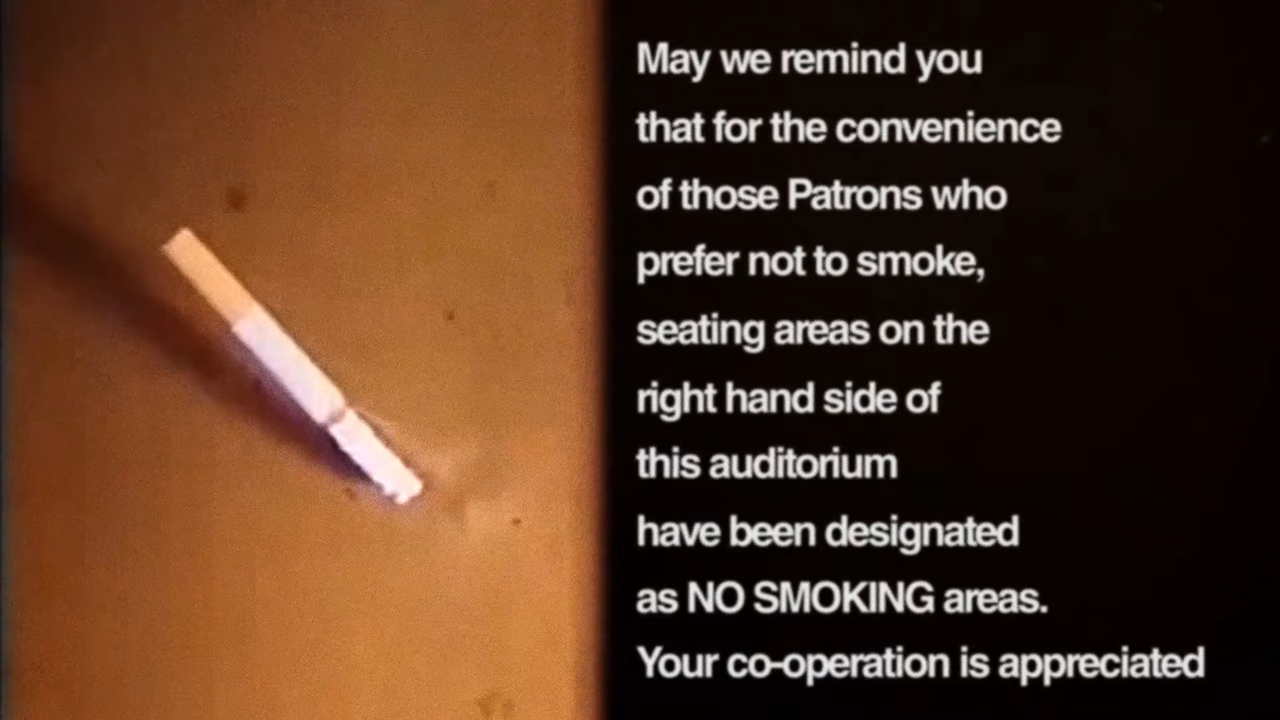 May we remind you
that for the convenience
of those Patrons who
prefer not to smoke,
seating areas on the
right hand side of
this auditorium
have been designated
as NO SMOKING areas.
Your co-operation is appreciated